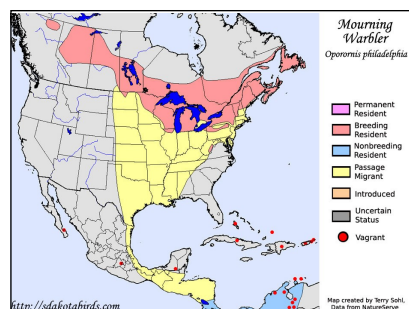 Mourning
Warbler
Oporornis philadelphia
Permanent
Resident
Breeding
Resident
Nonbreeding
Resident
Passage
Migrant
Introduced
Uncertain
Status
Vagrant
http://sdakotabirds.com
Map created by Terry Sohl,
Data from NatureServe